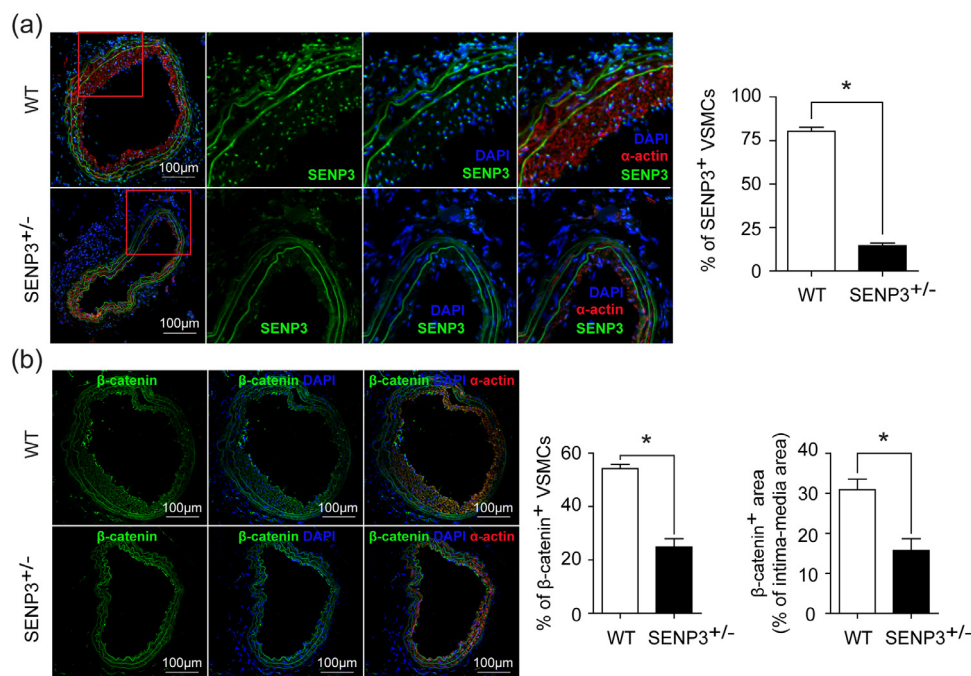 (a)
WT
100μm
SENP3
DAPI
SENP3
DAPI
α-actin
SENP3
SENP3+/-
100μm
SENP3
DAPI
SENP3
DAPI
α-actin
SENP3
% of SENP3+ VSMCs
100
75
50
25
0
*
WT SENP3+/-
(b)
WT
β-catenin
100μm
β-catenin DAPI
100μm
β-catenin DAPI α-actin
100μm
SENP3+/-
β-catenin
100μm
β-catenin DAPI
100μm
β-catenin DAPI α-actin
100μm
% of β-catenin+ VSMCs
60
40
20
0
*
WT SENP3+/-
β-catenin+ area
(% of intima-media area)
40
30
20
10
0
*
WT SENP3+/-